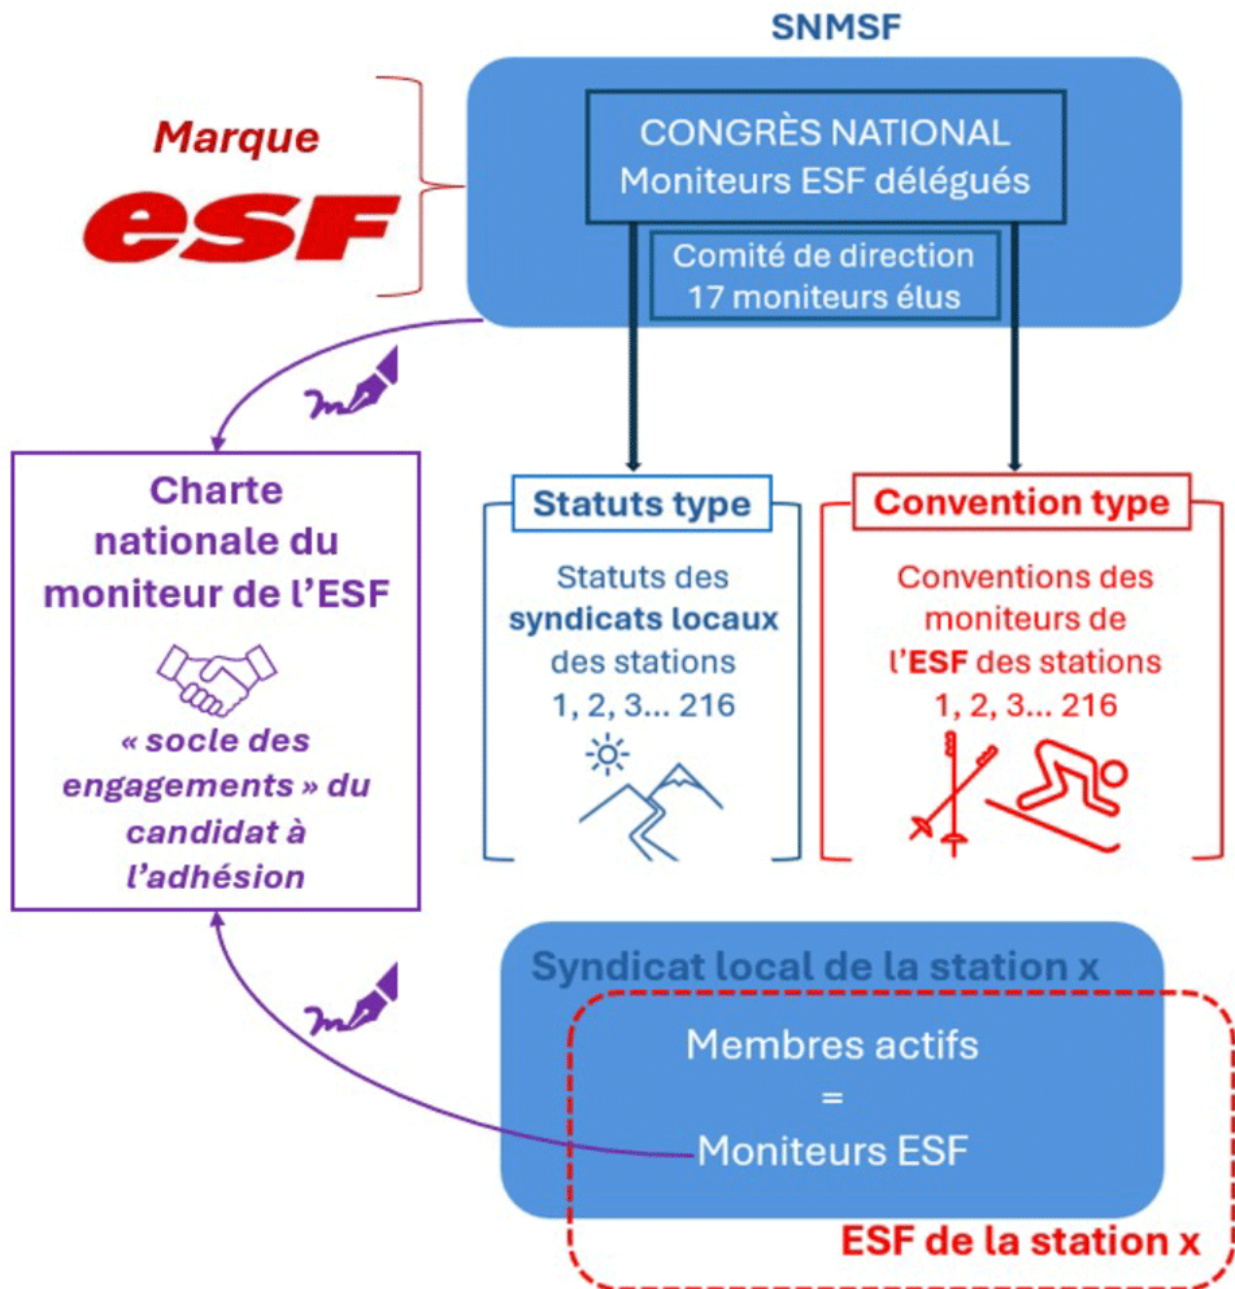 SNMSF
Marque
esf
CONGRÈS NATIONAL
Moniteurs ESF délégués
Comité de direction
17 moniteurs élus
Charte
nationale du
moniteur de l’ESF
« socle des
engagements » du
candidat à
l’adhésion
Statuts type
Statuts des
syndicats locaux
des stations
1, 2, 3... 216
Convention type
Conventions des
moniteurs de
l’ESF des stations
1, 2, 3... 216
Syndicat local de la station x
Membres actifs
=
Moniteurs ESF
ESF de la station x